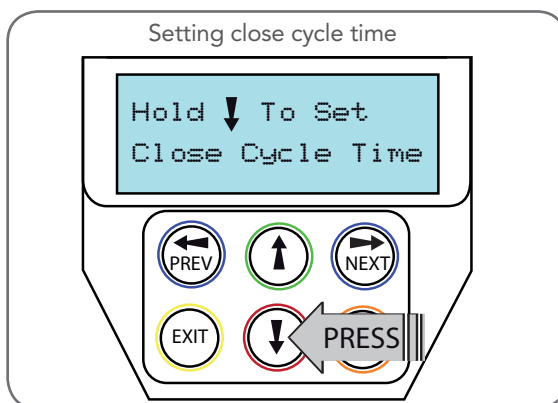 Setting close cycle time
Hold To Set
Close Cycle Time
PREV
NEXT
EXIT
PRESS